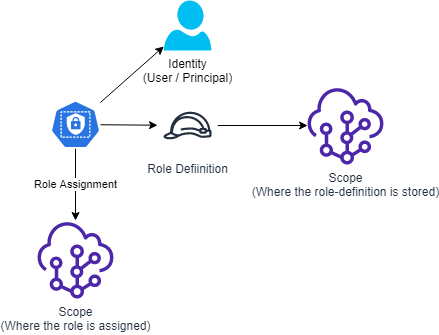 Identity
(User / Principal)
Role Defiinition
Role Assignment
Scope
(Where the role-definition is stored)
Scope
(Where the role is assigned)